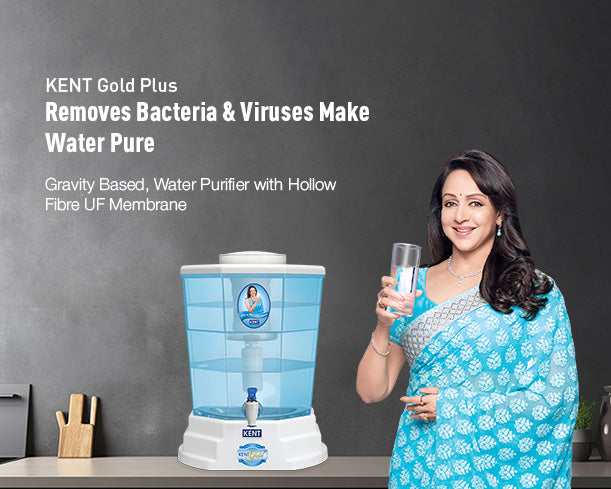 KENT Gold Plus
Removes Bacteria & Viruses Make
Water Pure
Gravity Based, Water Purifier with Hollow
Fibre UF Membrane
KENT
KENT
KENT Gold